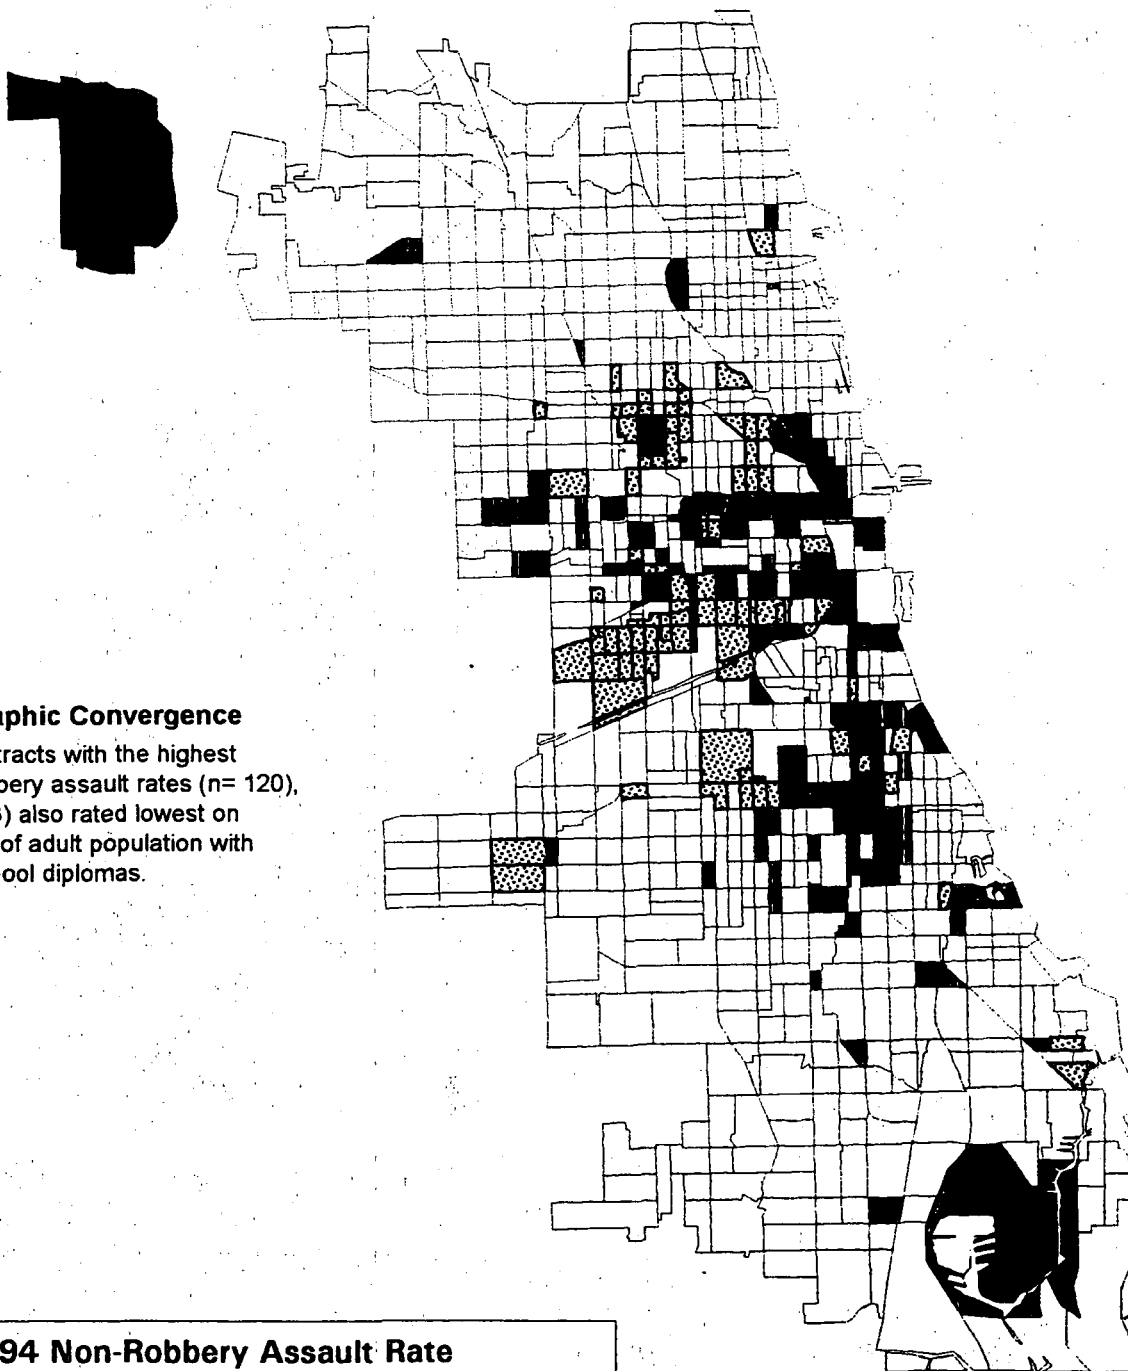 aphic Convergence
tracts with the highest
bery assault rates (n= 120),
) also rated lowest on
of adult population with
ool diplomas.
94 Non-Robbery Assault Rate